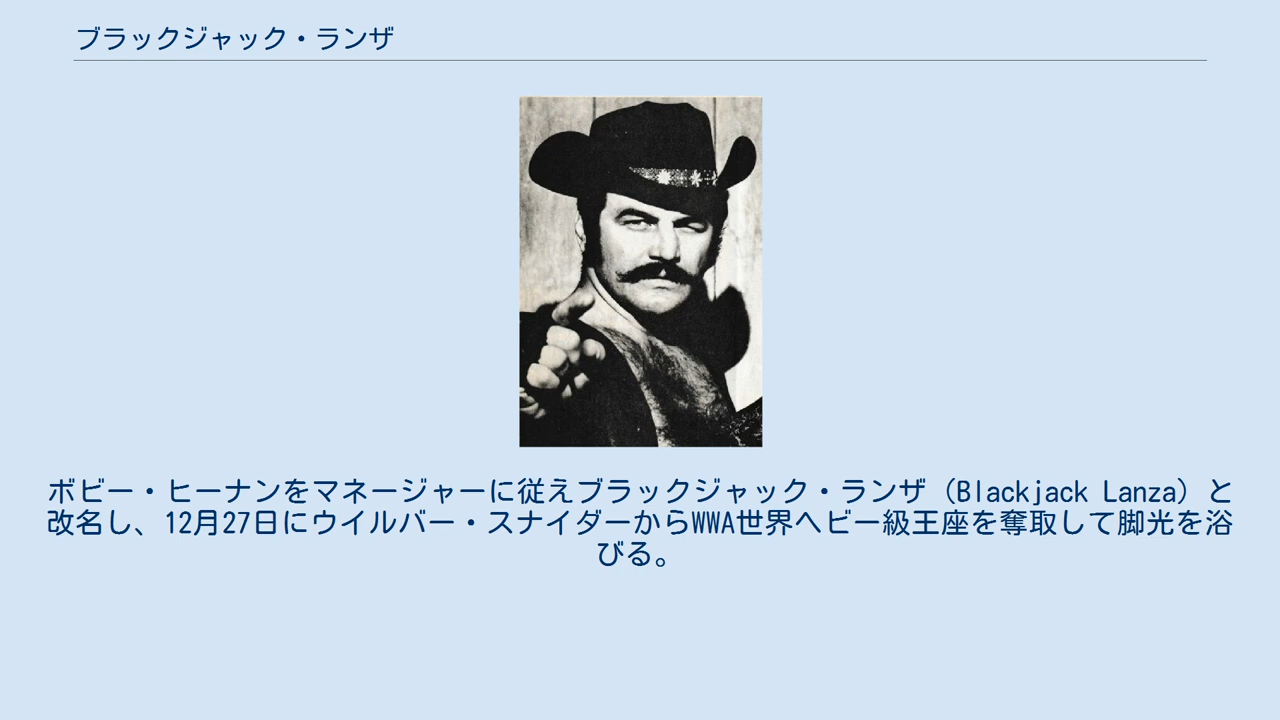 ブラックジャック・ランザ
ボビー・ヒーナンをマネージャーに従えブラックジャック・ランザ（Blackjack Lanza）と
改名し、12月27日にウイルバー・スナイダーからWWA世界ヘビー級王座を奪取して脚光を浴
びる。